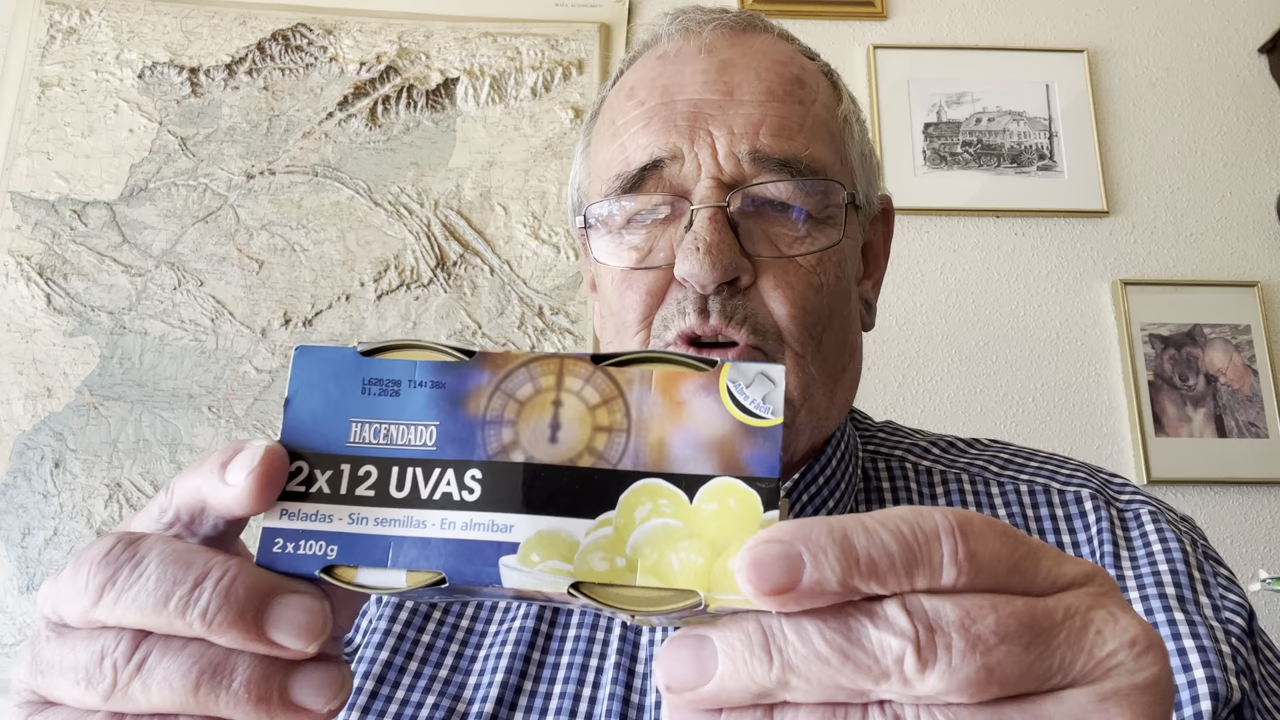 L620298 T14:38X
01.2026
HACENDADO
Abre Fácil
2x12 UVAS
Peladas - Sin semillas - En almíbar
2x100g